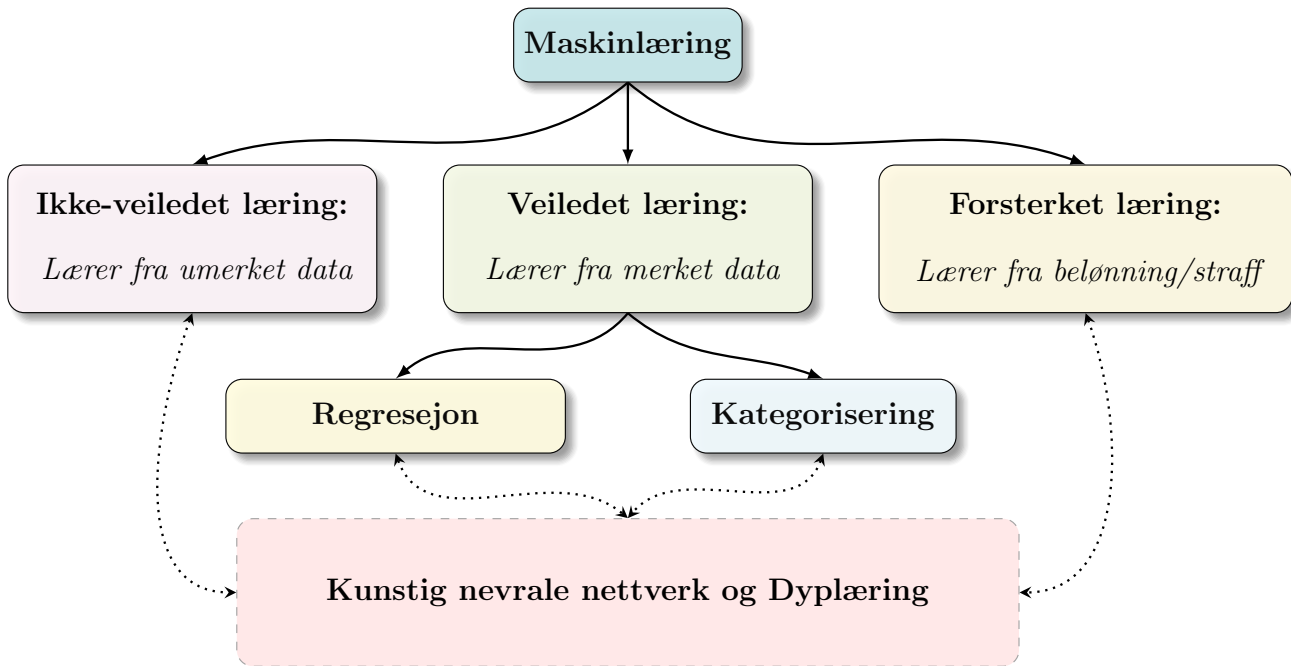 Maskinlæring
Ikke-veiledet læring:
Lærer fra umerket data
Veiledet læring:
Lærer fra merket data
Forsterket læring:
Lærer fra belønning/straff
Regresejon
Kategorisering
Kunstig nevrale nettverk og Dyplæring